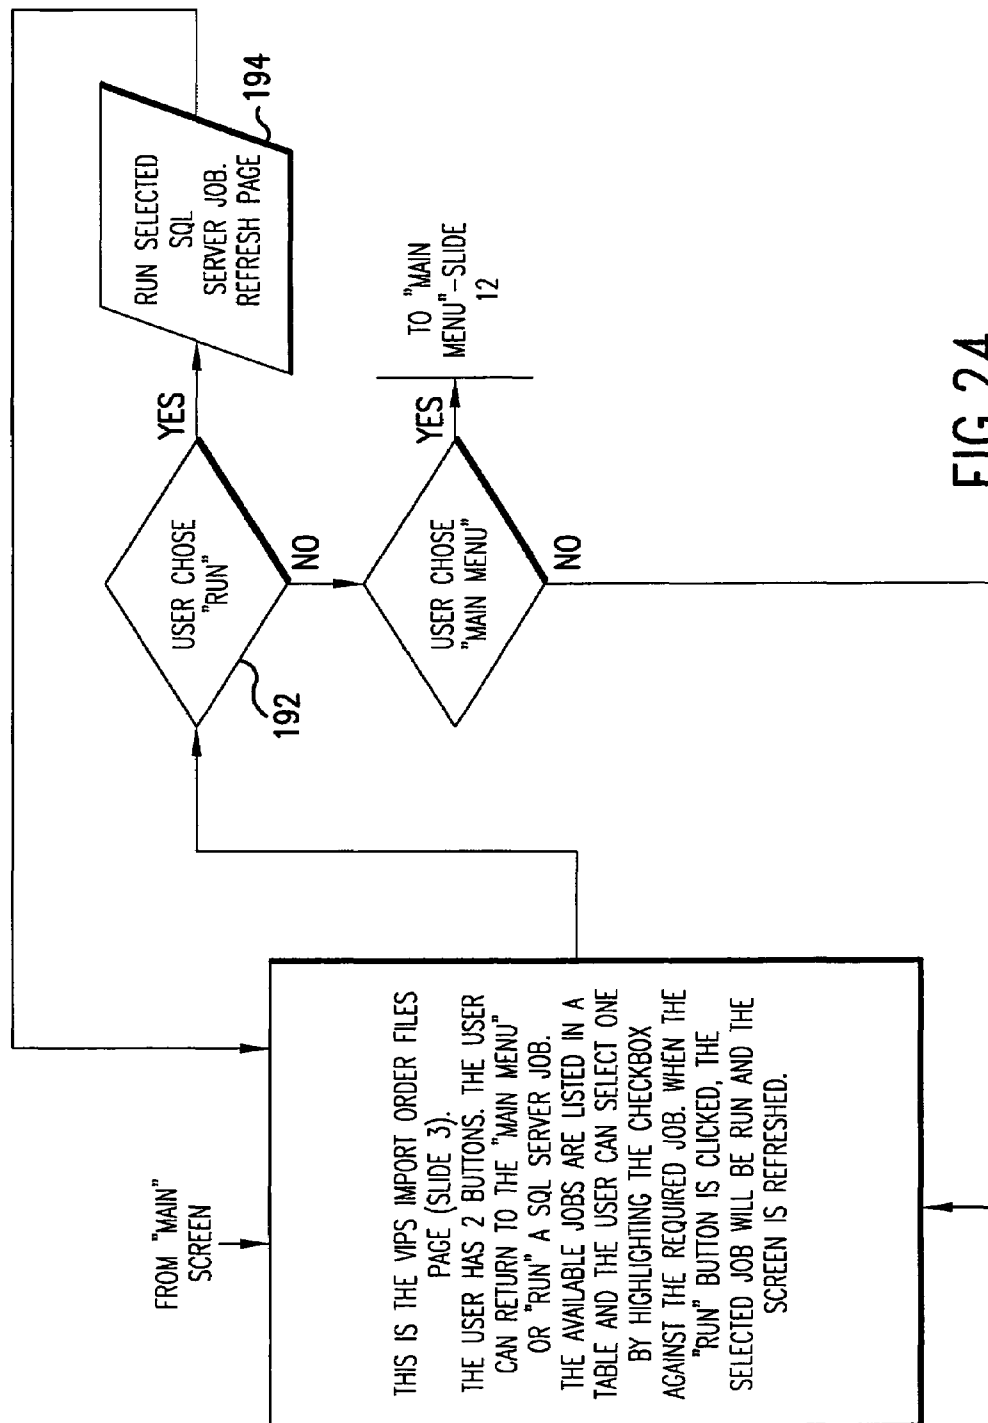 FROM "MAIN"
SCREEN
THIS IS THE VIPS IMPORT ORDER FILES
PAGE (SLIDE 3).
THE USER HAS 2 BUTTONS. THE USER
CAN RETURN TO THE "MAIN MENU"
OR "RUN" A SQL SERVER JOB.
THE AVAILABLE JOBS ARE LISTED IN A
TABLE AND THE USER CAN SELECT ONE
BY HIGHLIGHTING THE CHECKBOX
AGAINST THE REQUIRED JOB. WHEN THE
"RUN" BUTTON IS CLICKED, THE
SELECTED JOB WILL BE RUN AND THE
SCREEN IS REFRESHED.
USER CHOSE
"RUN"
192
YES
NO
RUN SELECTED
SQL
SERVER JOB.
REFRESH PAGE
194
USER CHOSE
"MAIN MENU"
YES
NO
TO "MAIN
MENU"-SLIDE
12
FIG.24